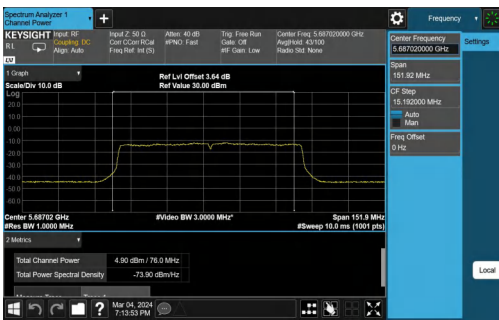 Spectrum Analyzer 1
Channel Power
Frequency
KEYSIGHT
RL
Input: RF
Coupling: DC
Align: Auto
Input Z: 50 Ω
Corr CCorr RCal
Freq Ref: Int (S)
Atten: 40 dB
#PNO: Fast
Trig: Free Run
Gate: Off
#IF Gain: Low
Center Freq: 5.687020000 GHz
Avg|Hold: 43/100
Radio Std: None
LW
Center Frequency
5.687020000 GHz
Settings
Span
151.92 MHz
CF Step
15.192000 MHz
Auto
Man
Freq Offset
0 Hz
1 Graph
Scale/Div 10.0 dB
Ref Lvl Offset 3.64 dB
Ref Value 30.00 dBm
Log
20.0
10.0
0.00
-10.0
-20.0
-30.0
-40.0
-50.0
-60.0
Center 5.68702 GHz
#Video BW 3.0000 MHz*
Span 151.9 MHz
#Res BW 1.0000 MHz
#Sweep 10.0 ms (1001 pts)
2 Metrics
Total Channel Power
4.90 dBm / 76.0 MHz
Total Power Spectral Density
-73.90 dBm/Hz
Local
?
Mar 04, 2024
7:13:53 PM